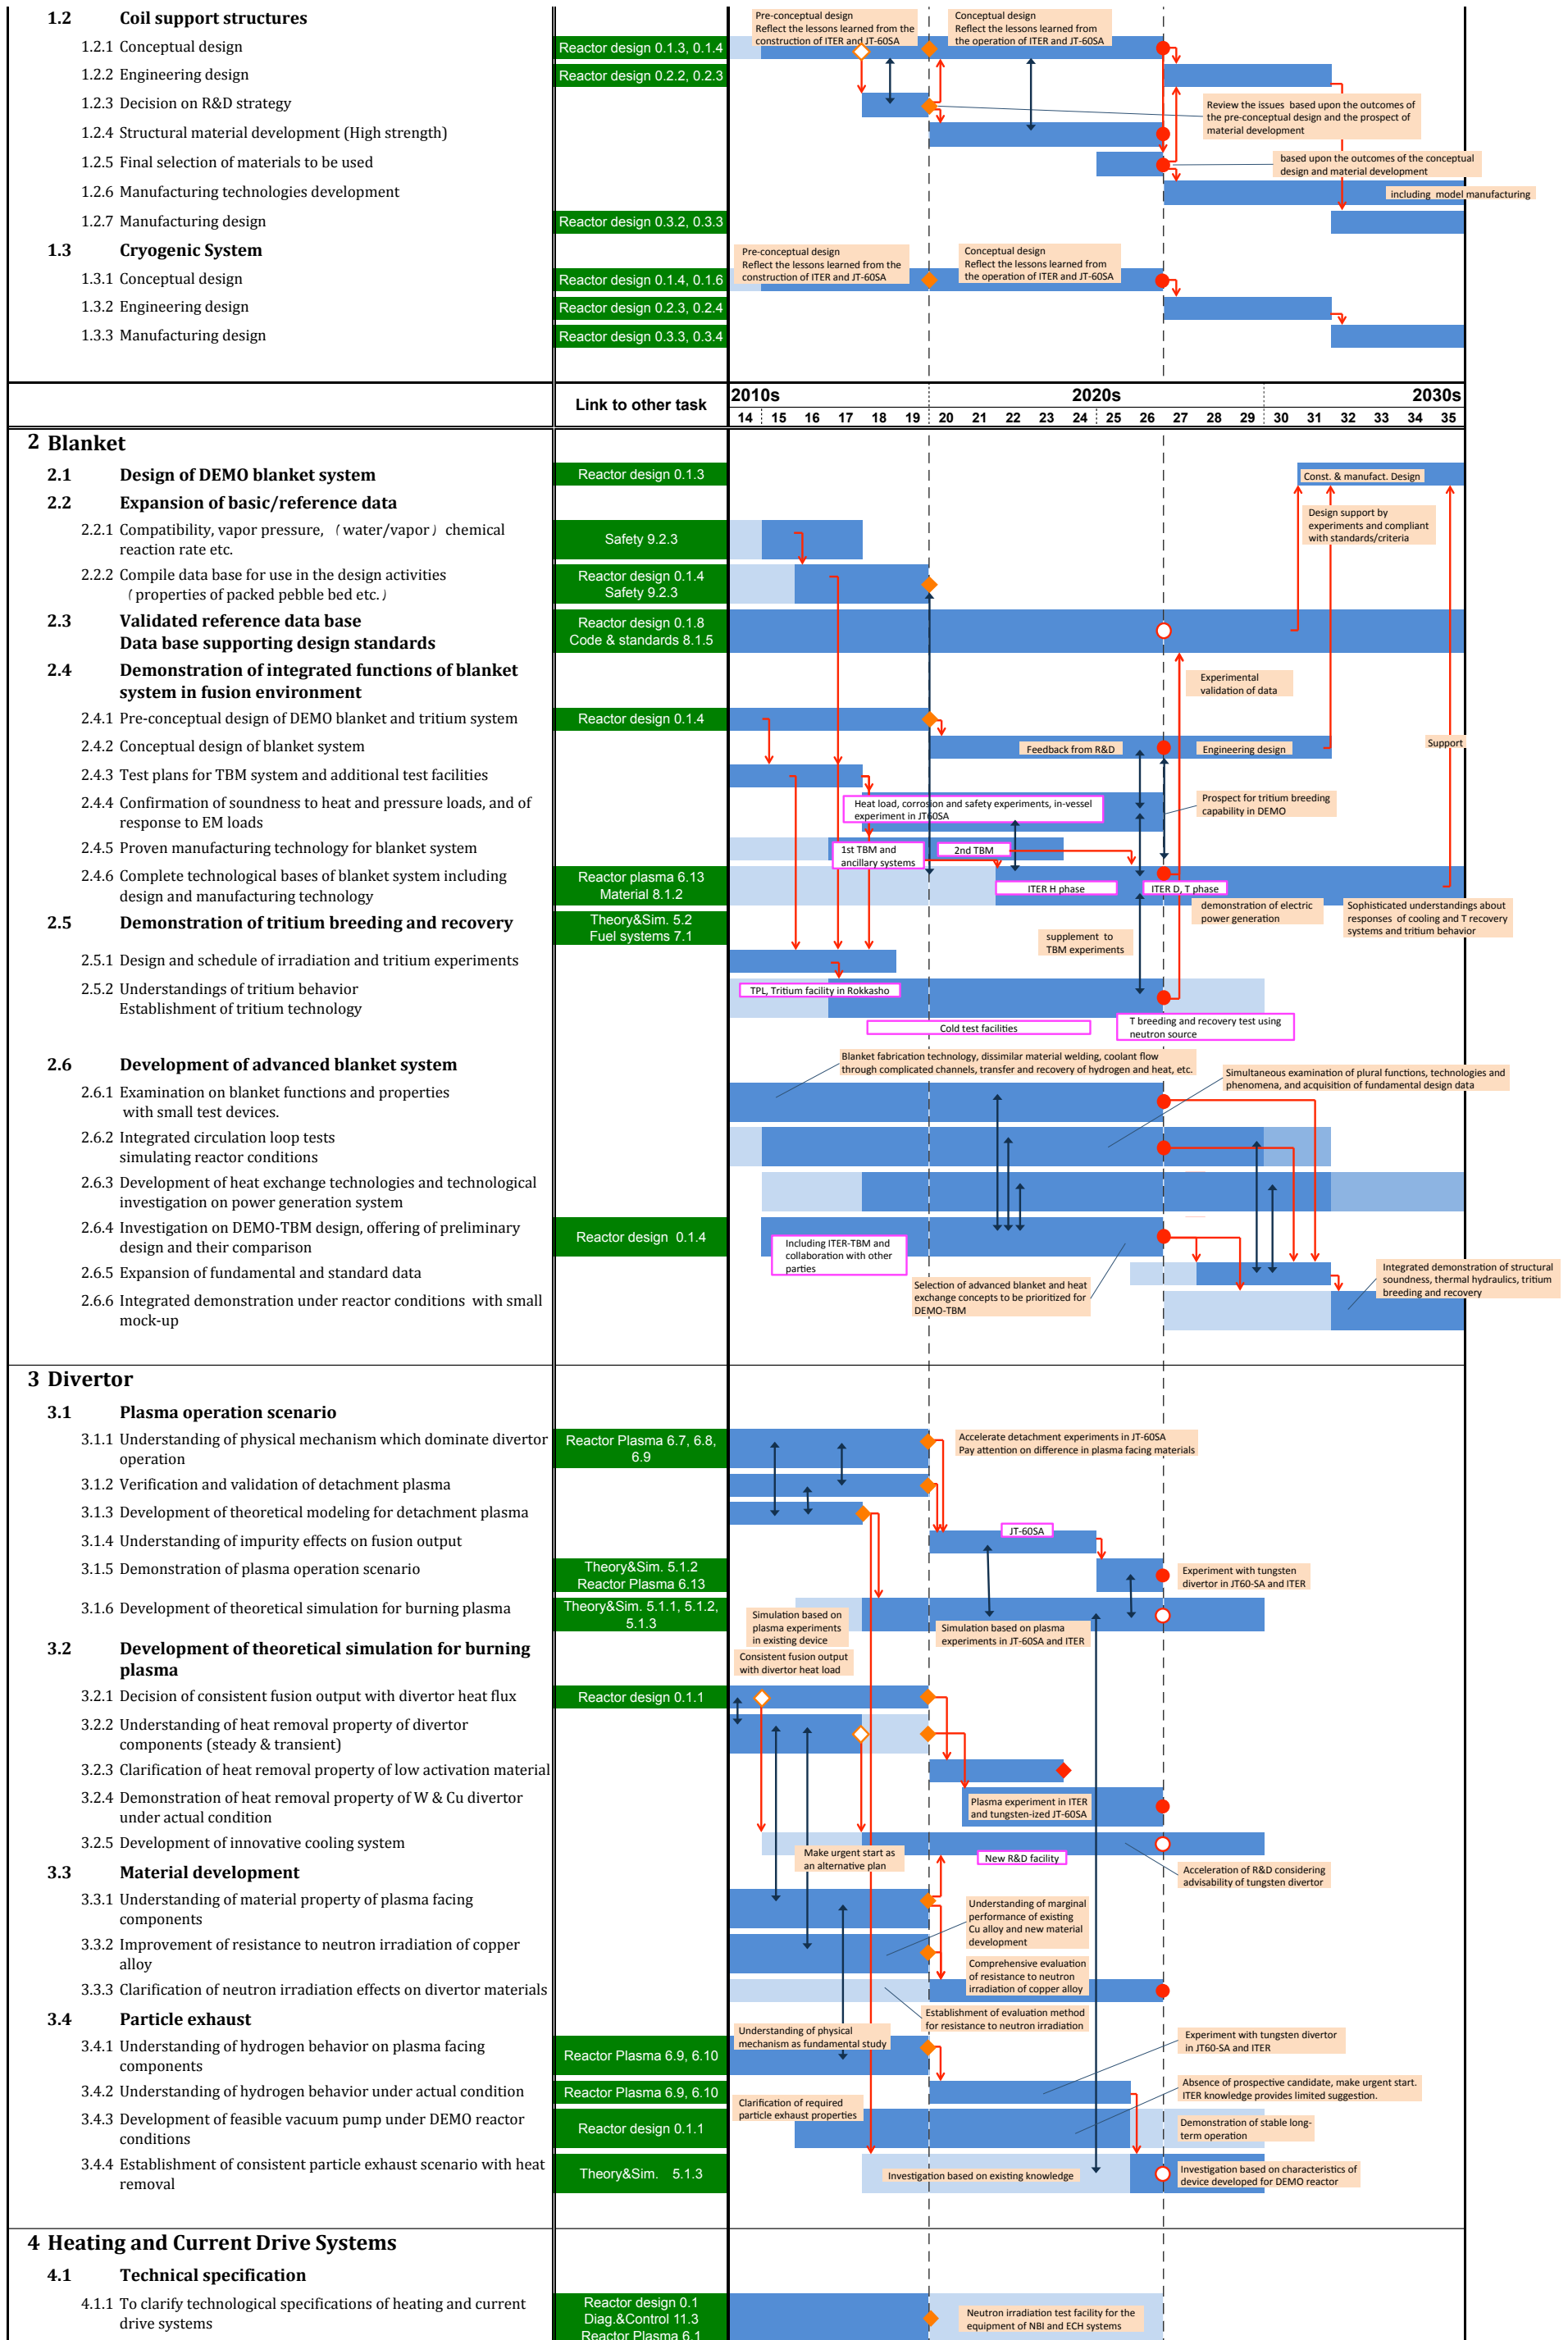 1.2 Coil support structures
Pre-conceptual design
Reflect the lessons learned from the
construction of ITER and JT-60SA
Conceptual design
Reflect the lessons learned from
the operation of ITER and JT-60SA
1.2.1 Conceptual design
Reactor design 0.1.3, 0.1.4
1.2.2 Engineering design
Reactor design 0.2.2, 0.2.3
1.2.3 Decision on R&D strategy
Review the issues based upon the outcomes of
the pre-conceptual design and the prospect of
material development
1.2.4 Structural material development (High strength)
1.2.5 Final selection of materials to be used
based upon the outcomes of the conceptual
design and material development
1.2.6 Manufacturing technologies development
including model manufacturing
1.2.7 Manufacturing design
Reactor design 0.3.2, 0.3.3
1.3 Cryogenic System
Pre-conceptual design
Reflect the lessons learned from the
construction of ITER and JT-60SA
Conceptual design
Reflect the lessons learned from
the operation of ITER and JT-60SA
1.3.1 Conceptual design
Reactor design 0.1.4, 0.1.6
1.3.2 Engineering design
Reactor design 0.2.3, 0.2.4
1.3.3 Manufacturing design
Reactor design 0.3.3, 0.3.4
Link to other task
2010s 2020s 2030s
14 15 16 17 18 19 20 21 22 23 24 25 26 27 28 29 30 31 32 33 34 35
2 Blanket
2.1 Design of DEMO blanket system
Reactor design 0.1.3
Const. & manufact. Design
2.2 Expansion of basic/reference data
Design support by
experiments and compliant
with standards/criteria
2.2.1 Compatibility, vapor pressure, (water/vapor) chemical
reaction rate etc.
Safety 9.2.3
2.2.2 Compile data base for use in the design activities
(properties of packed pebble bed etc.)
Reactor design 0.1.4
Safety 9.2.3
2.3 Validated reference data base
Data base supporting design standards
Reactor design 0.1.8
Code & standards 8.1.5
2.4 Demonstration of integrated functions of blanket
system in fusion environment
Experimental
validation of data
2.4.1 Pre-conceptual design of DEMO blanket and tritium system
Reactor design 0.1.4
2.4.2 Conceptual design of blanket system
Feedback from R&D
Engineering design
Support
2.4.3 Test plans for TBM system and additional test facilities
2.4.4 Confirmation of soundness to heat and pressure loads, and of
response to EM loads
Heat load, corrosion and safety experiments, in-vessel
experiment in JT60SA
Prospect for tritium breeding
capability in DEMO
2.4.5 Proven manufacturing technology for blanket system
1st TBM and
ancillary systems
2nd TBM
2.4.6 Complete technological bases of blanket system including
design and manufacturing technology
Reactor plasma 6.13
Material 8.1.2
ITER H phase
ITER D, T phase
demonstration of electric
power generation
Sophisticated understandings about
responses of cooling and T recovery
systems and tritium behavior
2.5 Demonstration of tritium breeding and recovery
Theory&Sim. 5.2
Fuel systems 7.1
supplement to
TBM experiments
2.5.1 Design and schedule of irradiation and tritium experiments
2.5.2 Understandings of tritium behavior
Establishment of tritium technology
TPL, Tritium facility in Rokkasho
Cold test facilities
T breeding and recovery test using
neutron source
2.6 Development of advanced blanket system
Blanket fabrication technology, dissimilar material welding, coolant flow
through complicated channels, transfer and recovery of hydrogen and heat, etc.
Simultaneous examination of plural functions, technologies and
phenomena, and acquisition of fundamental design data
2.6.1 Examination on blanket functions and properties
with small test devices.
2.6.2 Integrated circulation loop tests
simulating reactor conditions
2.6.3 Development of heat exchange technologies and technological
investigation on power generation system
2.6.4 Investigation on DEMO-TBM design, offering of preliminary
design and their comparison
Reactor design 0.1.4
Including ITER-TBM and
collaboration with other
parties
2.6.5 Expansion of fundamental and standard data
Selection of advanced blanket and heat
exchange concepts to be prioritized for
DEMO-TBM
Integrated demonstration of structural
soundness, thermal hydraulics, tritium
breeding and recovery
2.6.6 Integrated demonstration under reactor conditions with small
mock-up
3 Divertor
3.1 Plasma operation scenario
3.1.1 Understanding of physical mechanism which dominate divertor
operation
Reactor Plasma 6.7, 6.8,
6.9
Accelerate detachment experiments in JT-60SA
Pay attention on difference in plasma facing materials
3.1.2 Verification and validation of detachment plasma
3.1.3 Development of theoretical modeling for detachment plasma
3.1.4 Understanding of impurity effects on fusion output
JT-60SA
3.1.5 Demonstration of plasma operation scenario
Theory&Sim. 5.1.2
Reactor Plasma 6.13
Experiment with tungsten
divertor in JT60-SA and ITER
3.1.6 Development of theoretical simulation for burning plasma
Theory&Sim. 5.1.1, 5.1.2,
5.1.3
Simulation based on
plasma experiments
in existing device
Simulation based on plasma
experiments in JT-60SA and ITER
3.2 Development of theoretical simulation for burning
plasma
Consistent fusion output
with divertor heat load
3.2.1 Decision of consistent fusion output with divertor heat flux
Reactor design 0.1.1
3.2.2 Understanding of heat removal property of divertor
components (steady & transient)
3.2.3 Clarification of heat removal property of low activation material
3.2.4 Demonstration of heat removal property of W & Cu divertor
under actual condition
Plasma experiment in ITER
and tungsten-ized JT-60SA
3.2.5 Development of innovative cooling system
Make urgent start as
an alternative plan
New R&D facility
Acceleration of R&D considering
advisability of tungsten divertor
3.3 Material development
3.3.1 Understanding of material property of plasma facing
components
Understanding of marginal
performance of existing
Cu alloy and new material
development
3.3.2 Improvement of resistance to neutron irradiation of copper
alloy
Comprehensive evaluation
of resistance to neutron
irradiation of copper alloy
3.3.3 Clarification of neutron irradiation effects on divertor materials
Establishment of evaluation method
for resistance to neutron irradiation
3.4 Particle exhaust
Understanding of physical
mechanism as fundamental study
Experiment with tungsten divertor
in JT60-SA and ITER
3.4.1 Understanding of hydrogen behavior on plasma facing
components
Reactor Plasma 6.9, 6.10
3.4.2 Understanding of hydrogen behavior under actual condition
Reactor Plasma 6.9, 6.10
Absence of prospective candidate, make urgent start.
ITER knowledge provides limited suggestion.
Clarification of required
particle exhaust properties
3.4.3 Development of feasible vacuum pump under DEMO reactor
conditions
Reactor design 0.1.1
Demonstration of stable long-
term operation
3.4.4 Establishment of consistent particle exhaust scenario with heat
removal
Theory&Sim. 5.1.3
Investigation based on existing knowledge
Investigation based on characteristics of
device developed for DEMO reactor
4 Heating and Current Drive Systems
4.1 Technical specification
4.1.1 To clarify technological specifications of heating and current
drive systems
Reactor design 0.1
Diag.&Control 11.3
Reactor Plasma 6.1
Neutron irradiation test facility for the
equipment of NBI and ECH systems